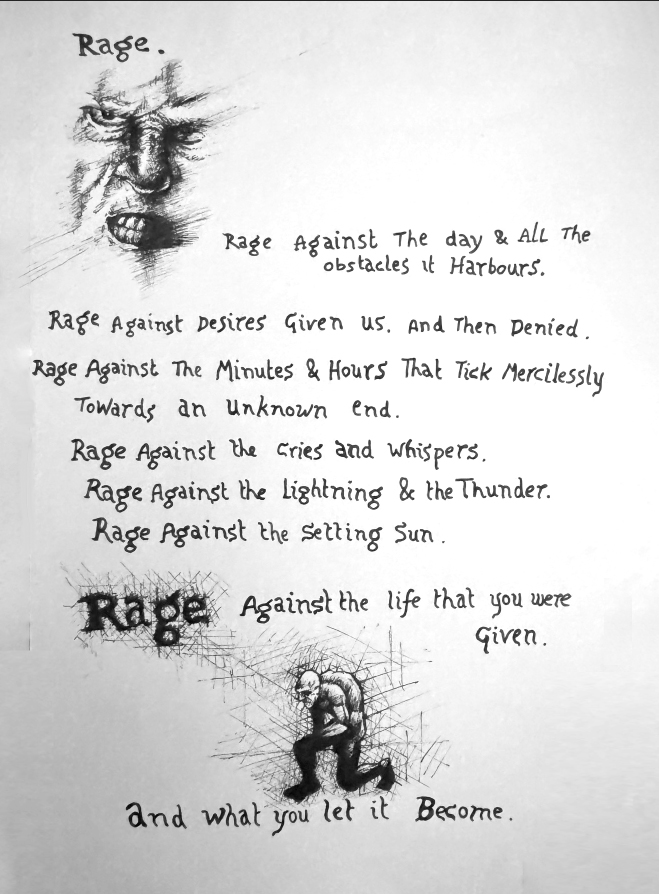 Rage.
Rage Against The day & All The
obstacles it Harbours.
Rage Against Desires Given us. And Then Denied.
Rage Against The Minutes & Hours That Tick Mercilessly
Towards an unknown end.
Rage Against the cries and whispers.
Rage Against the Lightning & the Thunder.
Rage Against the Setting Sun.
Rage Against the life that you were
Given.
and what you let it Become.